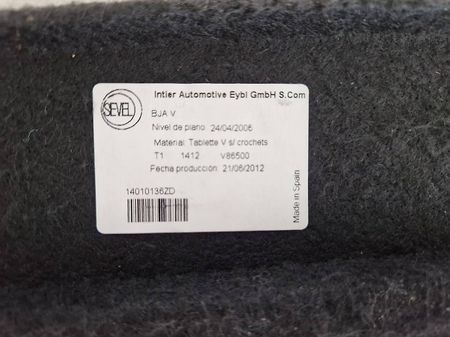 SEVEL
Intier Automotive Eybl GmbH S.Com
BJA V
Nivel de plano 24/04/2006
Material: Tablette V s/ crochets
T1 1412 V86500
Fecha producción: 21/06/2012
14010136ZD
Made in Spain